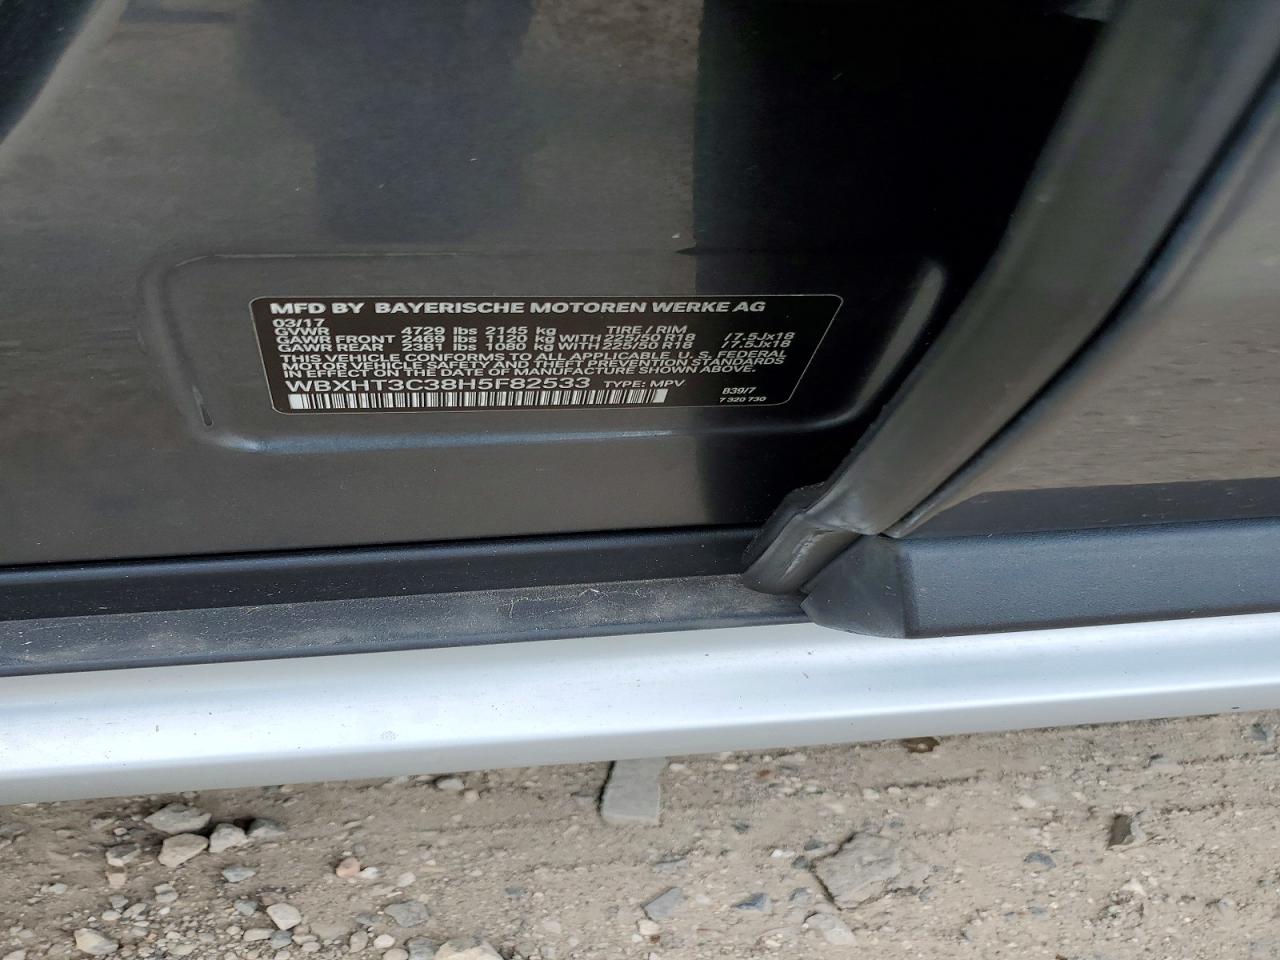 MFD BY BAYERISCHE MOTOREN WERKE AG
03/17
GVWR 4729 lbs 2145 kg TIRE / RIM
GAWR FRONT 2469 lbs 1120 kg WITH 225/50 R18 /7.5Jx18
GAWR REAR 2381 lbs 1080 kg WITH 225/50 R18 /7.5Jx18
THIS VEHICLE CONFORMS TO ALL APPLICABLE U. S. FEDERAL
MOTOR VEHICLE SAFETY AND THEFT PREVENTION STANDARDS
IN EFFECT ON THE DATE OF MANUFACTURE SHOWN ABOVE.
WBXHT3C38H5F82533 TYPE: MPV B39/7
7 320 730